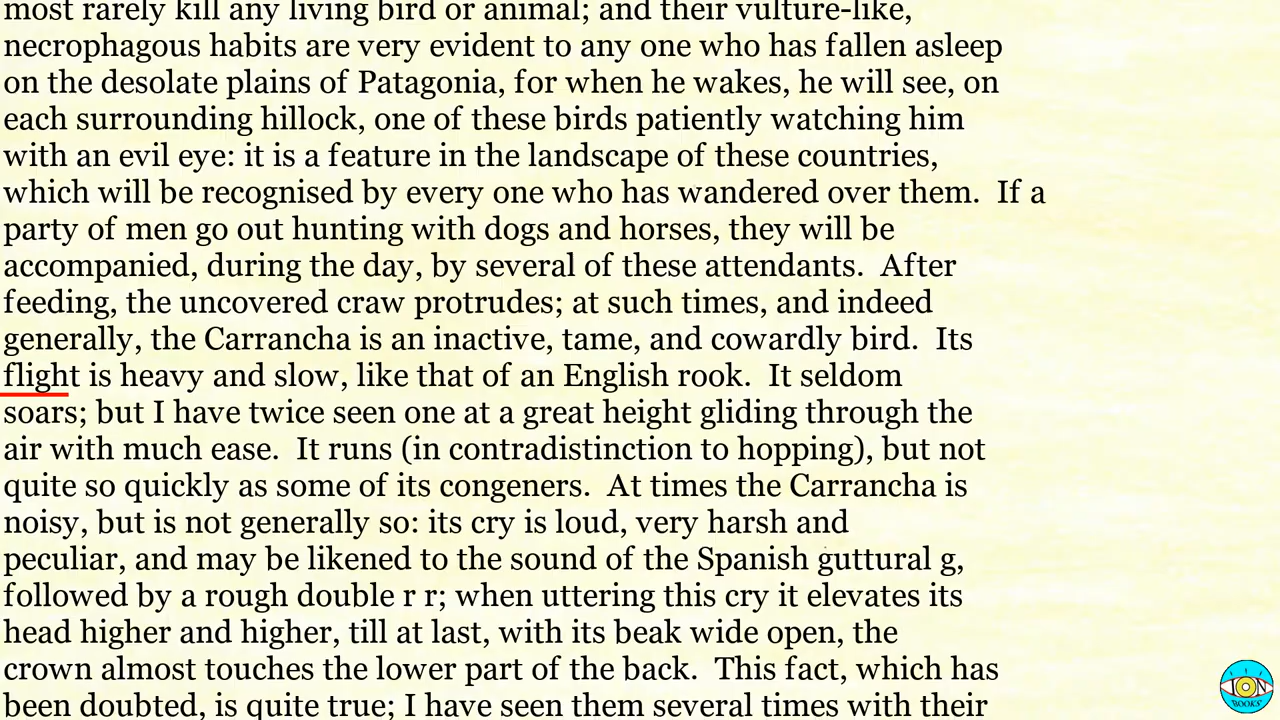 most rarely kill any living bird or animal; and their vulture-like,
necrophagous habits are very evident to any one who has fallen asleep
on the desolate plains of Patagonia, for when he wakes, he will see, on
each surrounding hillock, one of these birds patiently watching him
with an evil eye: it is a feature in the landscape of these countries,
which will be recognised by every one who has wandered over them.  If a
party of men go out hunting with dogs and horses, they will be
accompanied, during the day, by several of these attendants.  After
feeding, the uncovered craw protrudes; at such times, and indeed
generally, the Carrancha is an inactive, tame, and cowardly bird.  Its
flight is heavy and slow, like that of an English rook.  It seldom
soars; but I have twice seen one at a great height gliding through the
air with much ease.  It runs (in contradistinction to hopping), but not
quite so quickly as some of its congeners.  At times the Carrancha is
noisy, but is not generally so: its cry is loud, very harsh and
peculiar, and may be likened to the sound of the Spanish guttural g,
followed by a rough double r r; when uttering this cry it elevates its
head higher and higher, till at last, with its beak wide open, the
crown almost touches the lower part of the back.  This fact, which has
been doubted, is quite true; I have seen them several times with their
ION
BOOKS